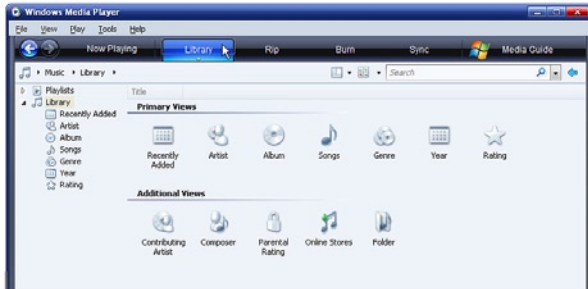 Windows Media Player
File View Play Tools Help
Now Playing Library Rip Burn Sync Media Guide
Music Library Search
Playlists
Library
Recently Added
Artist
Album
Songs
Genre
Year
Rating
Title
Primary Views
Recently Added Artist Album Songs Genre Year Rating
Additional Views
Contributing Artist Composer Parental Rating Online Stores Folder